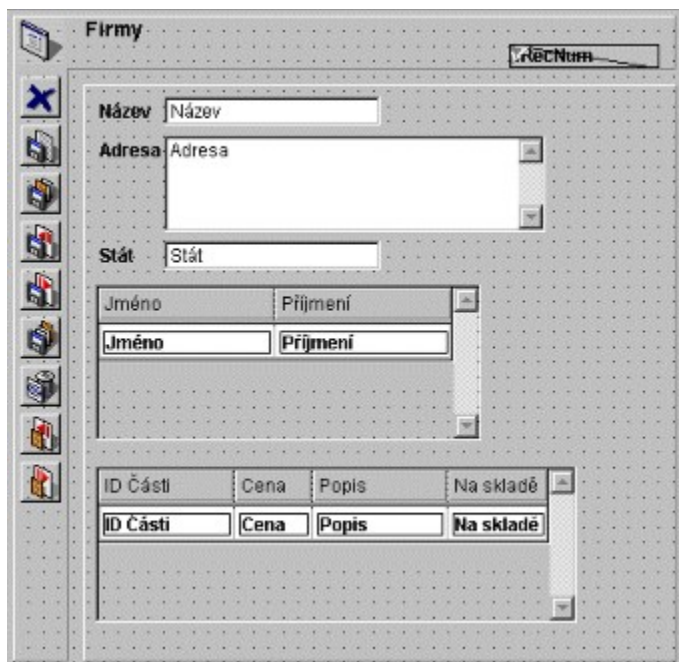 Firmy
RecNum
Název Název
Adresa Adresa
Stát Stát
Jméno Příjmení
Jméno Příjmení
ID Části Cena Popis Na skladě
ID Části Cena Popis Na skladě